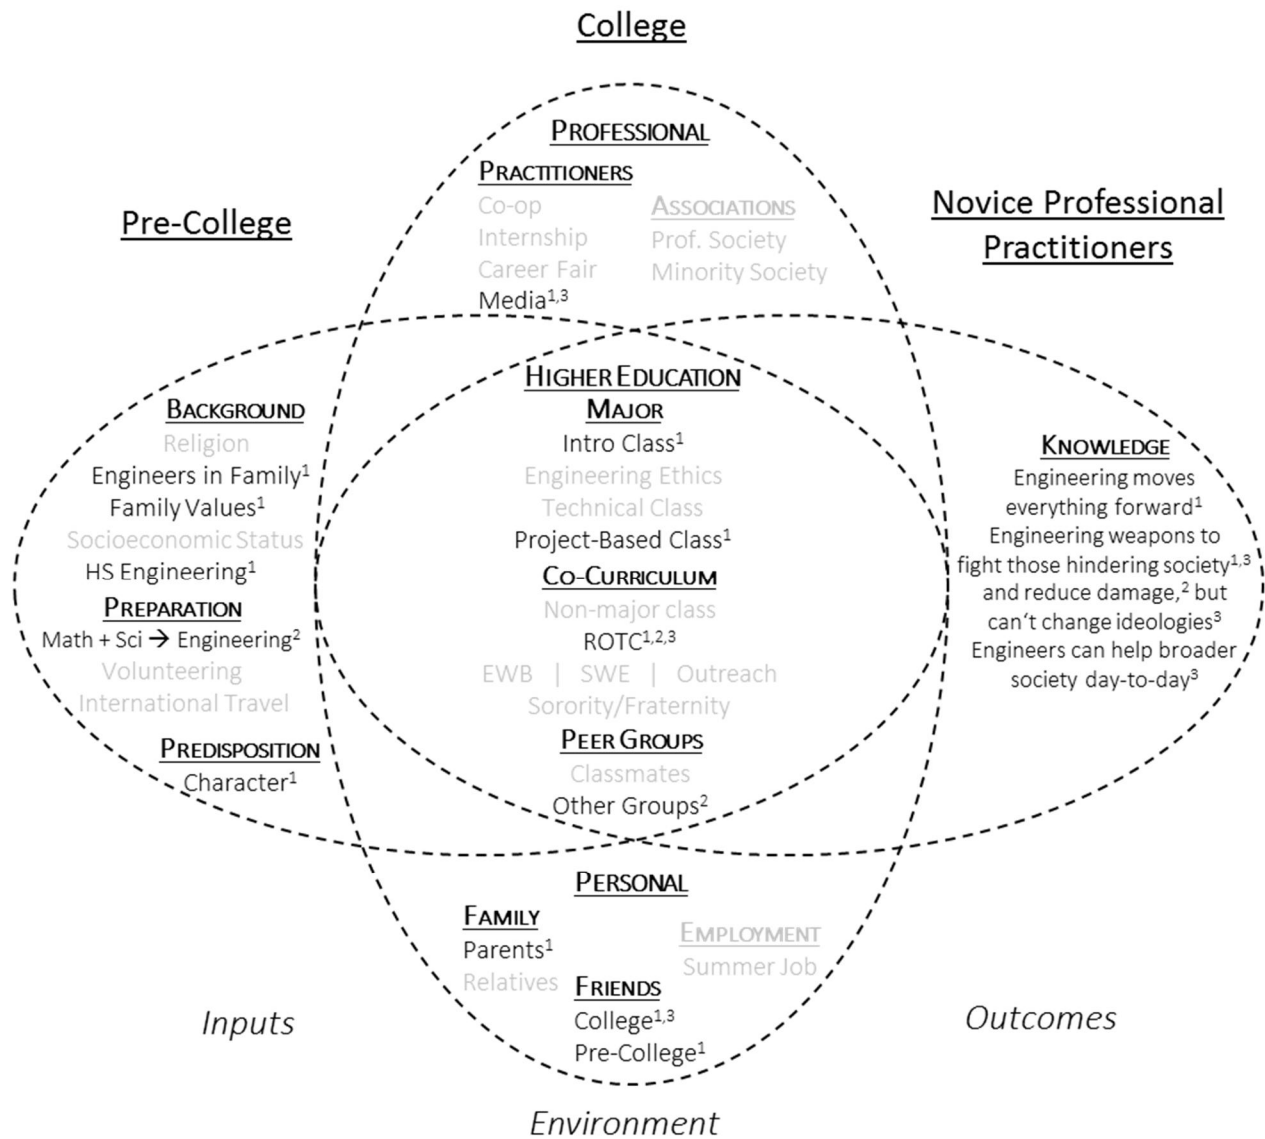 College
Pre-College
Novice Professional
Practitioners
PROFESSIONAL
PRACTITIONERS
Co-op
Internship
Career Fair
Media1,3
ASSOCIATIONS
Prof. Society
Minority Society
BACKGROUND
Religion
Engineers in Family1
Family Values1
Socioeconomic Status
HS Engineering1
PREPARATION
Math + Sci → Engineering2
Volunteering
International Travel
PREDISPOSITION
Character1
HIGHER EDUCATION
MAJOR
Intro Class1
Engineering Ethics
Technical Class
Project-Based Class1
CO-CURRICULUM
Non-major class
ROTC1,2,3
EWB | SWE | Outreach
Sorority/Fraternity
PEER GROUPS
Classmates
Other Groups2
KNOWLEDGE
Engineering moves
everything forward1
Engineering weapons to
fight those hindering society1,3
and reduce damage,2 but
can't change ideologies3
Engineers can help broader
society day-to-day3
PERSONAL
FAMILY
Parents1
Relatives
EMPLOYMENT
Summer Job
FRIENDS
College1,3
Pre-College1
Inputs
Outcomes
Environment